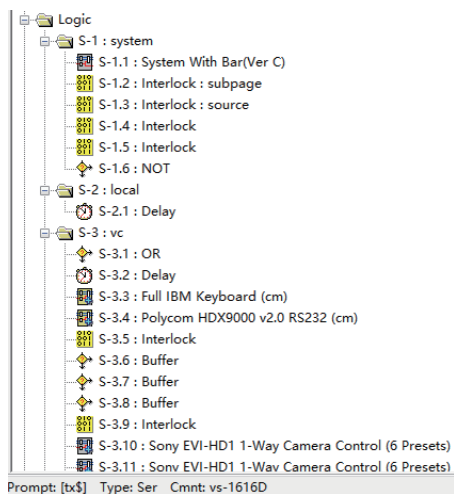 Logic
S-1 : system
S-1.1 : System With Bar(Ver C)
S-1.2 : Interlock : subpage
S-1.3 : Interlock : source
S-1.4 : Interlock
S-1.5 : Interlock
S-1.6 : NOT
S-2 : local
S-2.1 : Delay
S-3 : vc
S-3.1 : OR
S-3.2 : Delay
S-3.3 : Full IBM Keyboard (cm)
S-3.4 : Polycom HDX9000 v2.0 RS232 (cm)
S-3.5 : Interlock
S-3.6 : Buffer
S-3.7 : Buffer
S-3.8 : Buffer
S-3.9 : Interlock
S-3.10 : Sony EVI-HD1 1-Way Camera Control (6 Presets)
S-3.11 : Sony EVI-HD1 1-Way Camera Control (6 Presets)
Prompt: [tx$] Type: Ser Cmnt: vs-1616D